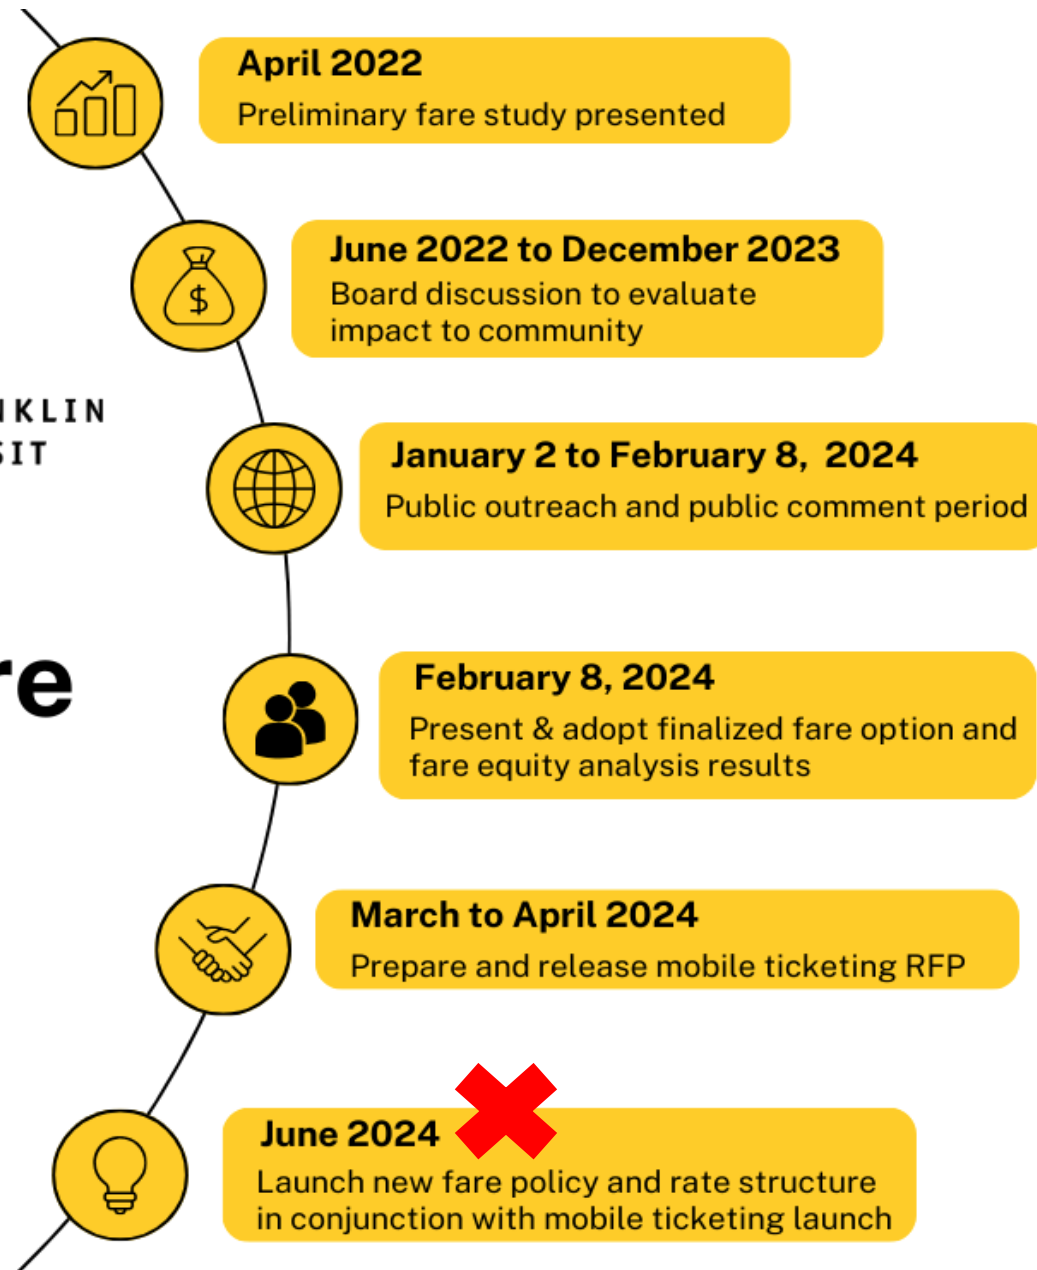 April 2022
Preliminary fare study presented
June 2022 to December 2023
Board discussion to evaluate
impact to community
NKLIN
SIT
January 2 to February 8, 2024
Public outreach and public comment period
re
February 8, 2024
Present & adopt finalized fare option and
fare equity analysis results
March to April 2024
Prepare and release mobile ticketing RFP
June 2024
Launch new fare policy and rate structure
in conjunction with mobile ticketing launch
$